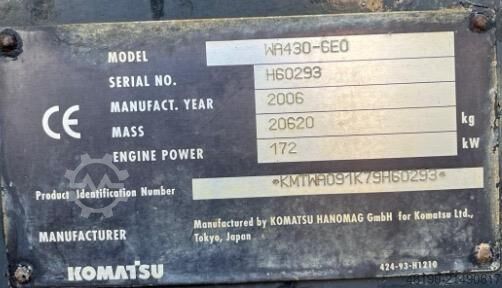 MODEL WA430-6E0
SERIAL NO. H60293
MANUFACT. YEAR 2006
CE MASS 20620 kg
ENGINE POWER 172 kW
Product Identification Number *KMTWA091K79H60293*
MANUFACTURER Manufactured by KOMATSU HANOMAG GmbH for Komatsu Ltd.,
Tokyo, Japan
KOMATSU 424-93-H1210